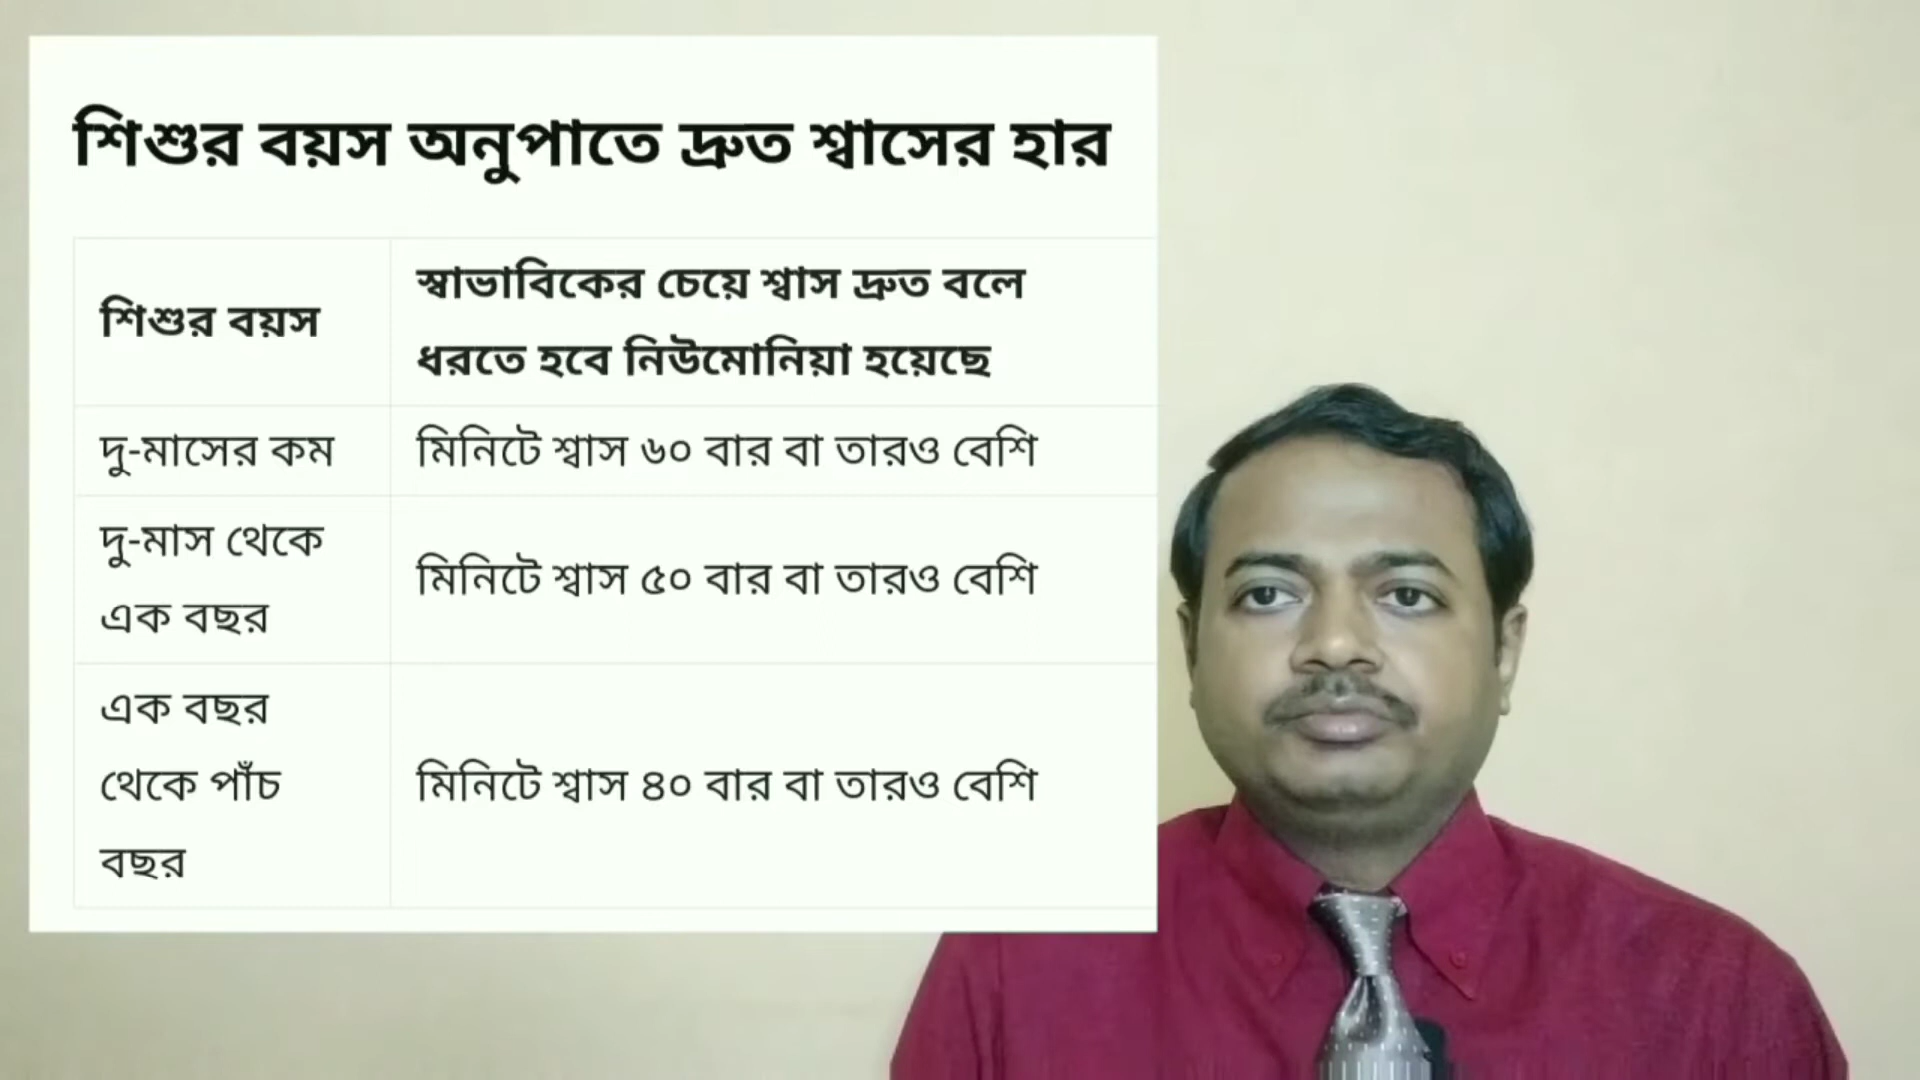 শিশুর বয়স অনুপাতে দ্রুত শ্বাসের হার
শিশুর বয়স
স্বাভাবিকের চেয়ে শ্বাস দ্রুত বলে
ধরতে হবে নিউমোনিয়া হয়েছে
দু-মাসের কম
মিনিটে শ্বাস ৬০ বার বা তারও বেশি
দু-মাস থেকে
এক বছর
মিনিটে শ্বাস ৫০ বার বা তারও বেশি
এক বছর
থেকে পাঁচ
বছর
মিনিটে শ্বাস ৪০ বার বা তারও বেশি